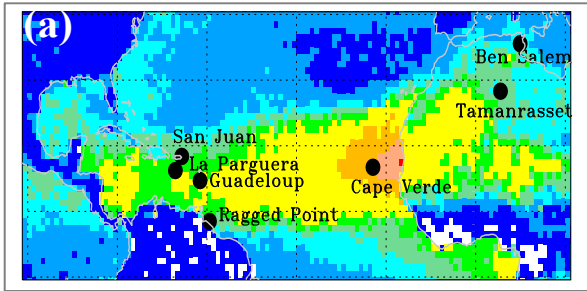 (a)
Ben Salem
Tamanrasset
San Juan
La Parguera
Guadeloup
Cape Verde
Ragged Point